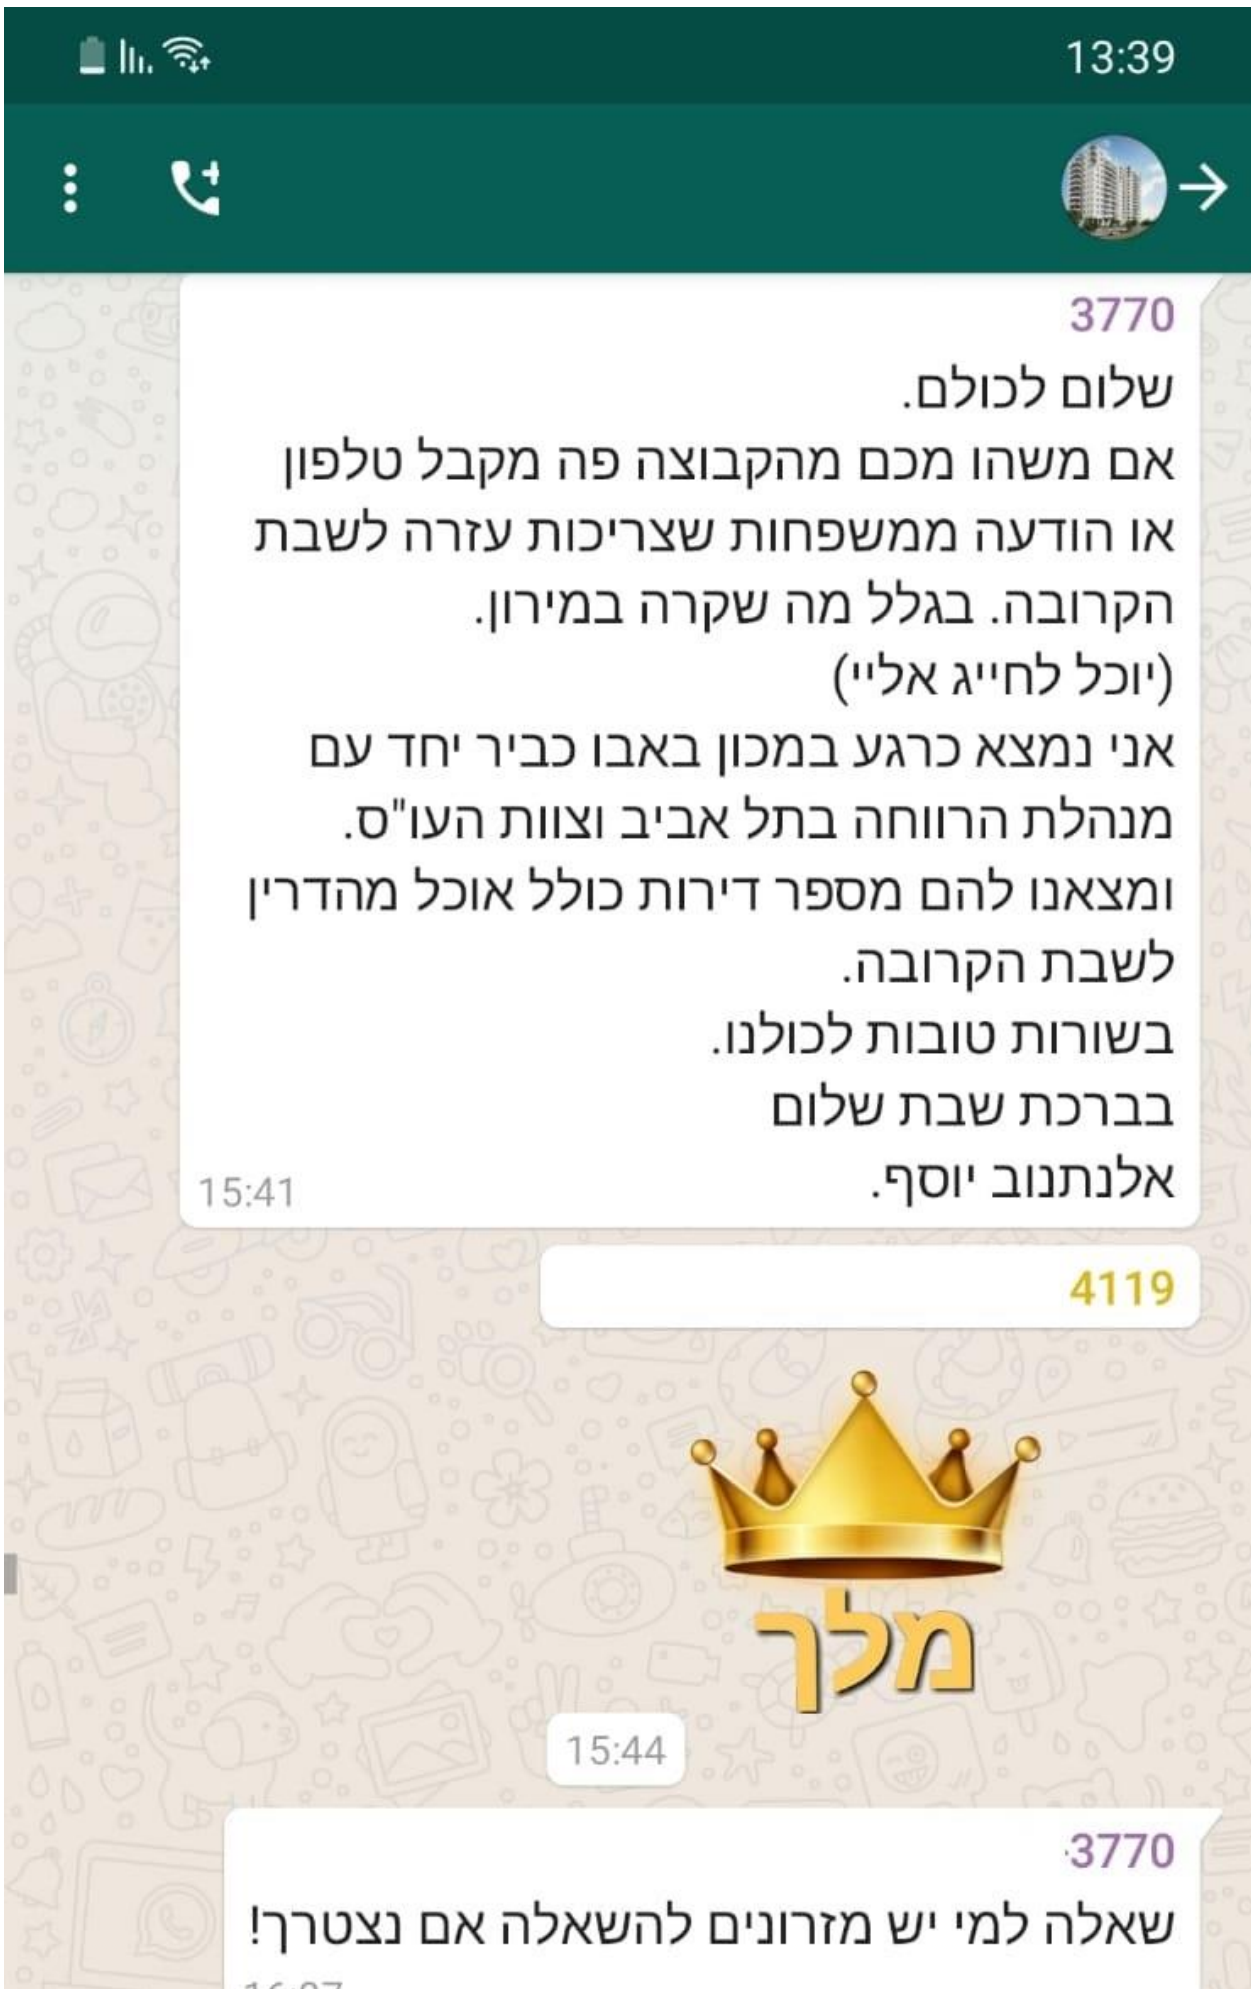 13:39
3770
שלום לכולם.
אם משהו מכם מהקבוצה פה מקבל טלפון
או הודעה ממשפחות שצריכות עזרה לשבת
הקרובה. בגלל מה שקרה במירון.
(יוכל לחייג אליי)
אני נמצא כרגע במכון באבו כביר יחד עם
מנהלת הרווחה בתל אביב וצוות העו"ס.
ומצאנו להם מספר דירות כולל אוכל מהדרין
לשבת הקרובה.
בשורות טובות לכולנו.
בברכת שבת שלום
אלנתנוב יוסף.
15:41
4119
מלך
15:44
3770
שאלה למי יש מזרונים להשאלה אם נצטרך!